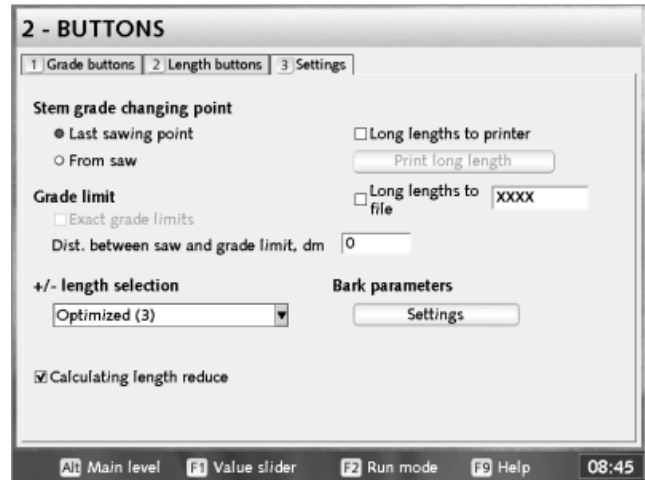 2 - BUTTONS
1 Grade buttons 2 Length buttons 3 Settings
Stem grade changing point
Last sawing point
Long lengths to printer
From saw
Print long length
Grade limit
Long lengths to file
XXXX
Exact grade limits
Dist. between saw and grade limit, dm
0
+/- length selection
Bark parameters
Optimized (3)
Settings
Calculating length reduce
Alt Main level F1 Value slider F2 Run mode F9 Help 08:45